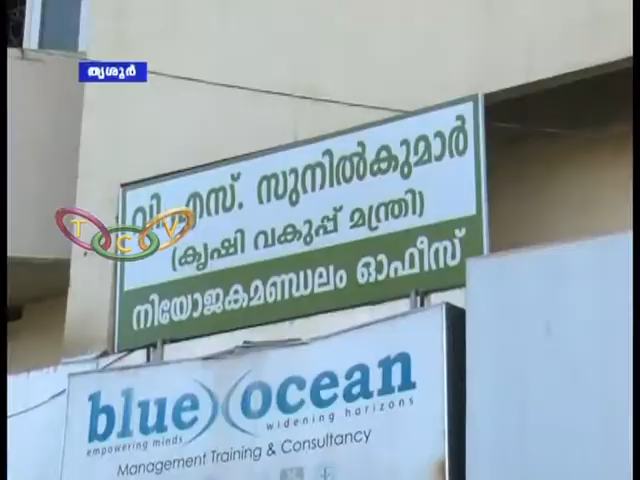 തൃശൂർ
വി.എസ്. സുനിൽകുമാർ
(കൃഷി വകുപ്പ് മന്ത്രി)
നിയോജകമണ്ഡലം ഓഫീസ്
TCV
blue ocean
empowering minds widening horizons
Management Training & Consultancy